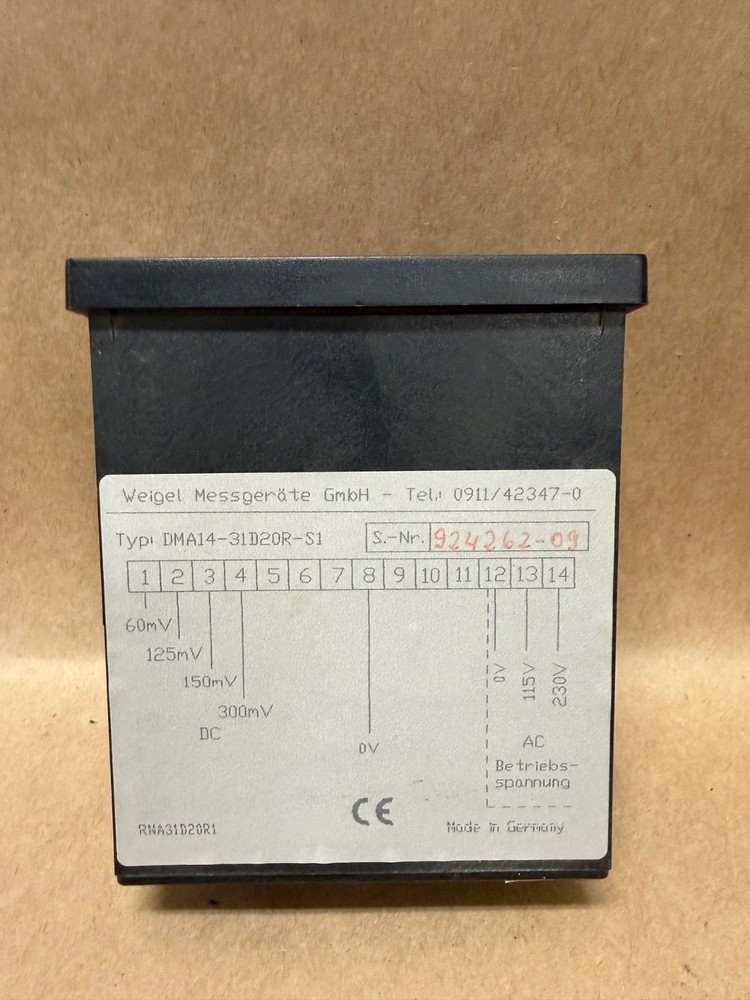 Weigel Messgeräte GmbH - Tel.: 0911/42347-0
Typ: DMA14-31D20R-S1 S.-Nr. 924262-09
1 2 3 4 5 6 7 8 9 10 11 12 13 14
60mV
125mV
150mV
300mV
DC
0V
0V
115V
230V
AC
Betriebs-
spannung
CE
RNA31D20R1
Made in Germany